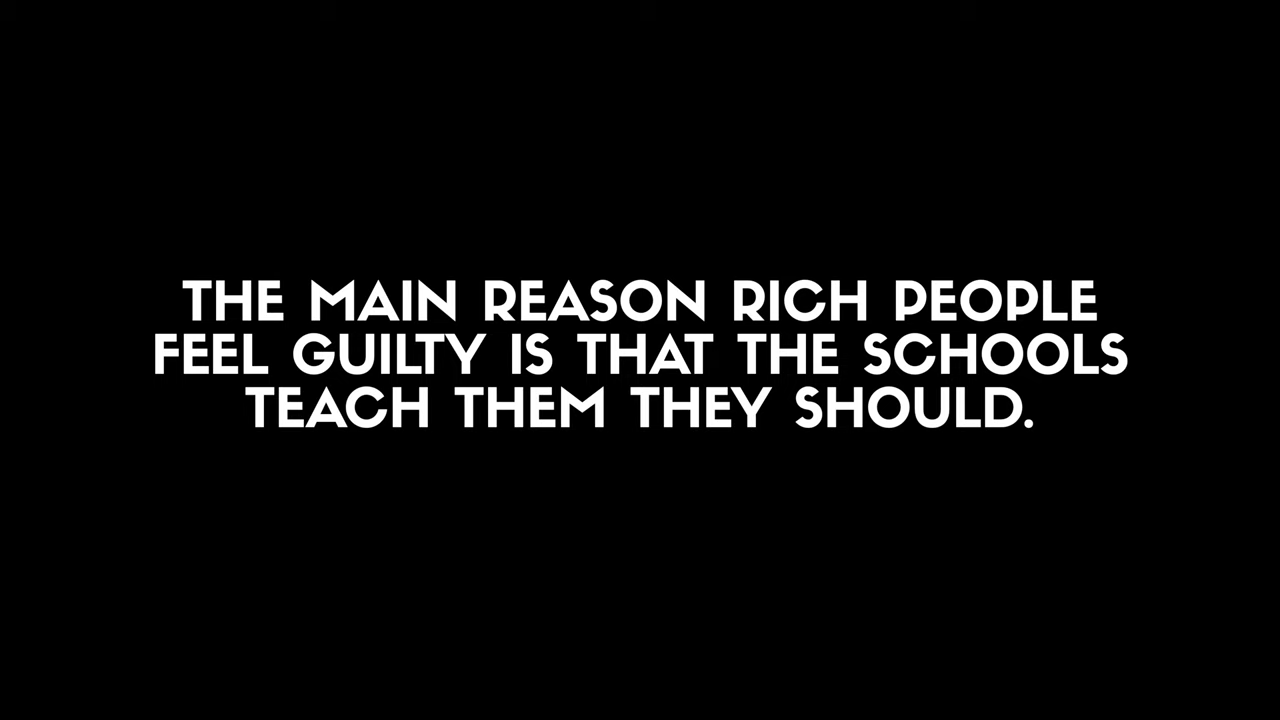 THE MAIN REASON RICH PEOPLE
FEEL GUILTY IS THAT THE SCHOOLS
TEACH THEM THEY SHOULD.